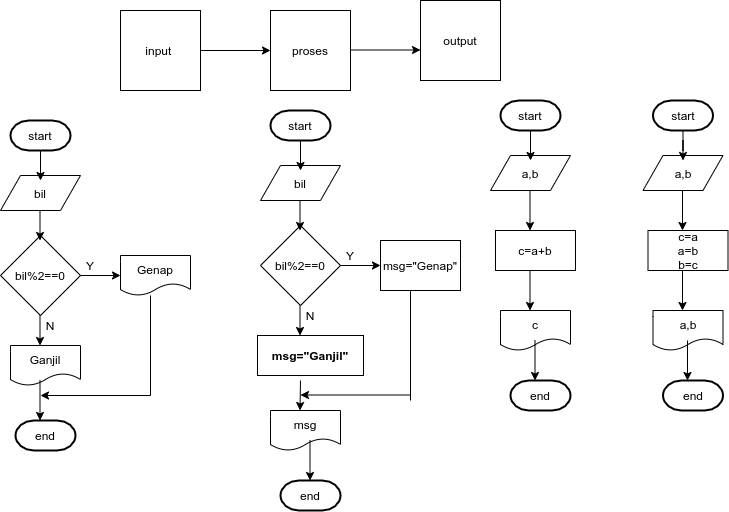 input
proses
output
start
bil
bil%2==0
Y
Genap
N
Ganjil
end
start
bil
bil%2==0
Y
msg="Genap"
N
msg="Ganjil"
msg
end
start
a,b
c=a+b
c
end
start
a,b
c=a
a=b
b=c
a,b
end